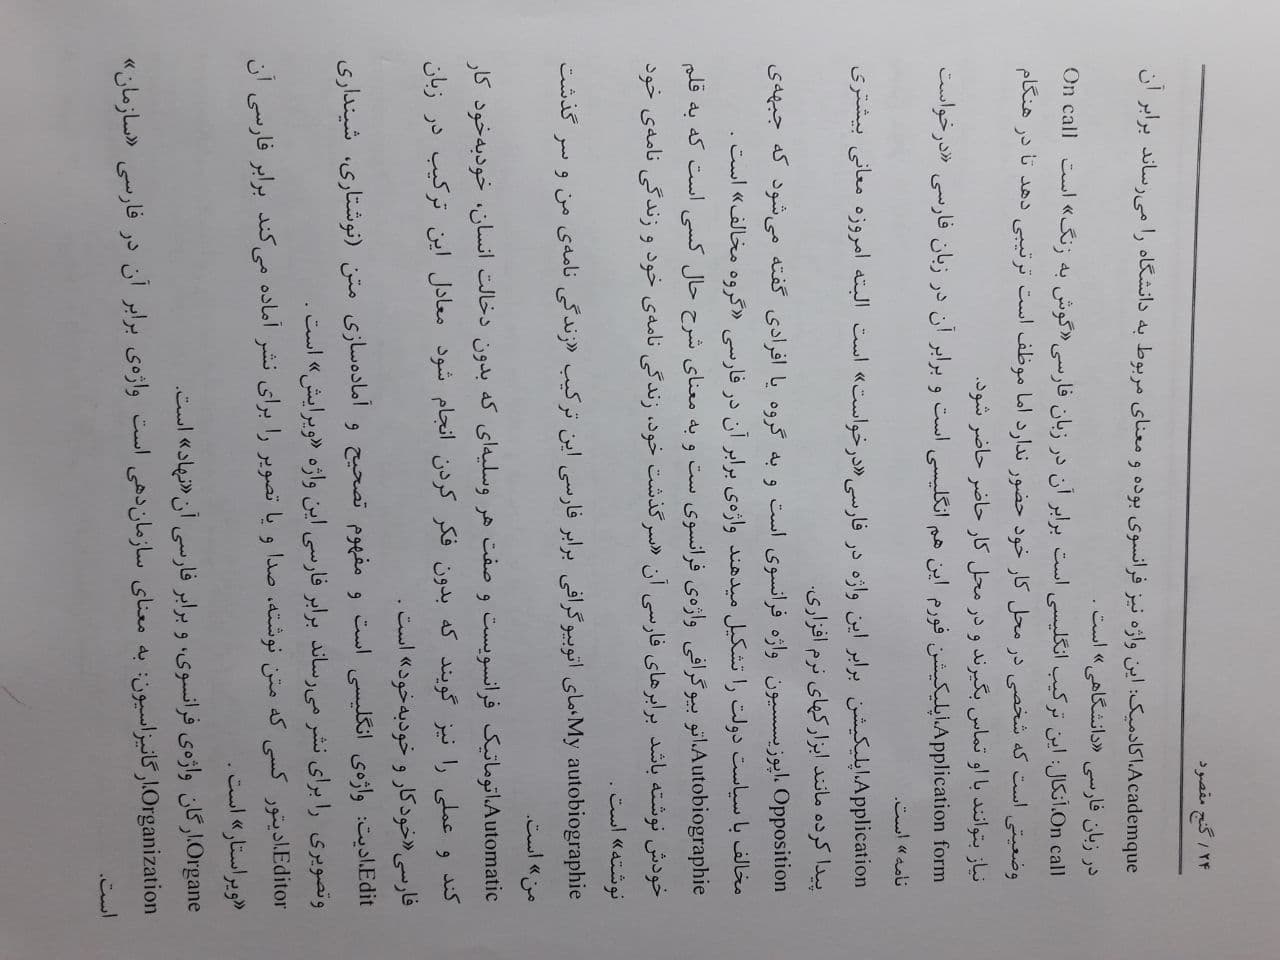 ۲۴ / گنج مقصود
Academque،اکادمیک: این واژه نیز فرانسوی بوده و معنای مربوط به دانشگاه را می‌رساند برابر آن
در زبان فارسی «دانشگاهی» است .
On call،آنکال: این ترکیب انگلیسی است برابر آن در زبان فارسی«گوش به زنگ» است On call
وضعیتی است که شخصی در محل کار خود حضور ندارد اما موظف است ترتیبی دهد تا در هنگام
نیاز بتوانند با او تماس بگیرند و در محل کار حاضر حاضر شود.
Application form،اپلیکیشن فورم این هم انگلیسی است و برابر آن در زبان فارسی «درخواست
نامه» است.
Application،اپلیکیشن برابر این واژه در فارسی«درخواست» است البته امروزه معانی بیشتری
پیدا کرده مانند ابزارکهای نرم افزاری.
Opposition ،اپوزیسسیون واژه فرانسوی است و به گروه یا افرادی گفته می‌شود که جبهه‌ی
مخالف با سیاست دولت را تشکیل میدهند واژه‌ی برابر آن در فارسی «گروه مخالف» است .
Autobiographie،اتو بیوگرافی واژه‌ی فرانسوی ست و به معنای شرح حال کسی است که به قلم
خودش نوشته باشد برابرهای فارسی آن «سرگذشت خود، زندگی نامه‌ی خود و زندگی نامه‌ی خود
نوشته» است .
My autobiographie،مای اتوبیوگرافی برابر فارسی این ترکیب «زندگی نامه‌ی من و سر گذشت
من» است.
Automatic،اتوماتیک فرانسویست و صفت هر وسلیه‌ای که بدون دخالت انسان، خودبه‌خود کار
کند و عملی را نیز گویند که بدون فکر کردن انجام شود معادل این ترکیب در زبان
فارسی«خودکار و خودبه‌خود» است .
Edit،ادیت: واژه‌ی انگلیسی است و مفهوم تصحیح و آماده‌سازی متن (نوشتاری، شینداری
وتصویری را برای نشر می‌رساند برابر فارسی این واژه «ویرایش» است .
Editor،ادیتور کسی که متن نوشته، صدا و یا تصویر را برای نشر آماده می‌کند برابر فارسی آن
«ویراستار» است .
Organe،ارگان واژه‌ی فرانسوی، و برابر فارسی آن«نهاد» است.
Organization،ارگانیزاسیون: به معنای سازمان‌دهی است واژه‌ی برابر آن در فارسی «سازمان»
است.